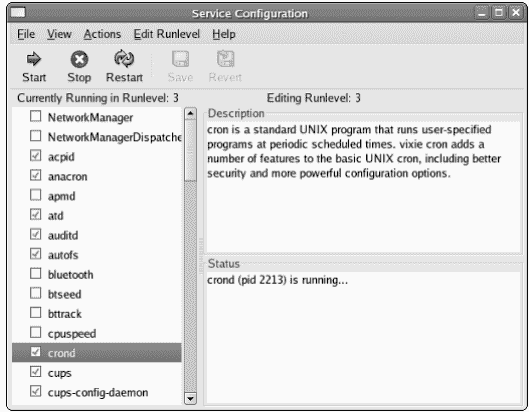 Service Configuration
File View Actions Edit Runlevel Help
Start Stop Restart Save Revert
Currently Running in Runlevel: 3 Editing Runlevel: 3
NetworkManager
NetworkManagerDispatche
acpid
anacron
apmd
atd
auditd
autofs
bluetooth
btseed
bttrack
cpuspeed
crond
cups
cups-config-daemon
Description
cron is a standard UNIX program that runs user-specified
programs at periodic scheduled times. vixie cron adds a
number of features to the basic UNIX cron, including better
security and more powerful configuration options.
Status
crond (pid 2213) is running...